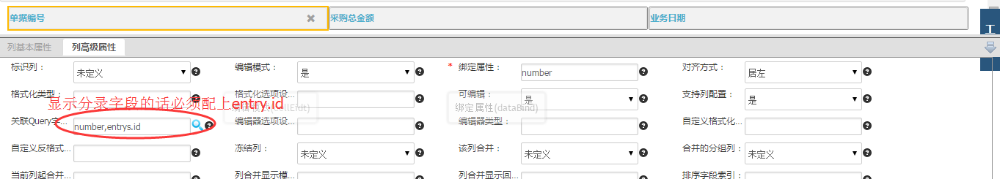 单据编号 ✖ 采购总金额 业务日期
工
列基本属性 列高级属性
标识列： 未定义 编辑模式： 是 * 绑定属性： number 对齐方式： 居左
格式化类型： 格式化选项设... 可编辑： 是 支持列配置： 是
显示分录字段的话必须配上entry.id
绑定属性(dataBind)
关联Query字... number,entrys.id 编辑器选项设... 编辑器类型： 自定义格式化...
自定义反格式... 冻结列： 未定义 该列合并： 未定义 合并的分组列： 未定义
当前列起合并... 列合并显示模... 列合并显示回... 排序字段索引：